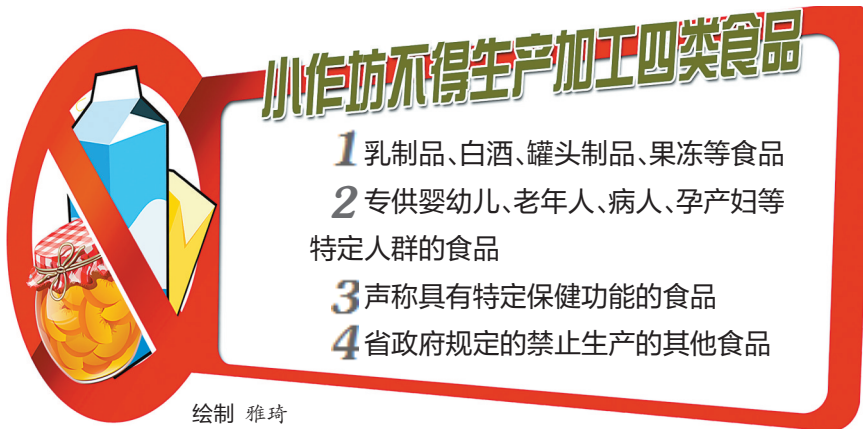 小作坊不得生产加工四类食品
1 乳制品、白酒、罐头制品、果冻等食品
2 专供婴幼儿、老年人、病人、孕产妇等
特定人群的食品
3 声称具有特定保健功能的食品
4 省政府规定的禁止生产的其他食品
绘制 雅琦